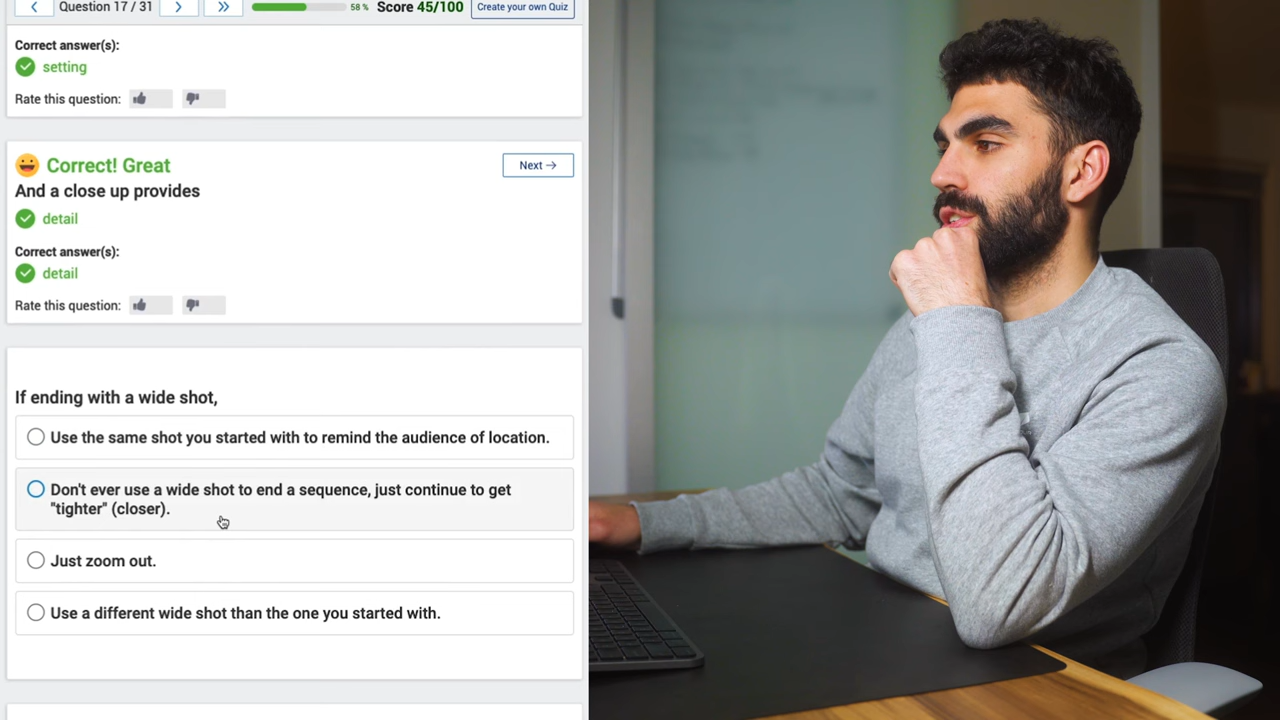 Question 17 / 31
58 %
Score 45/100
Create your own Quiz
Correct answer(s):
setting
Rate this question:
Correct! Great
Next →
And a close up provides
detail
Correct answer(s):
detail
Rate this question:
If ending with a wide shot,
Use the same shot you started with to remind the audience of location.
Don't ever use a wide shot to end a sequence, just continue to get
"tighter" (closer).
Just zoom out.
Use a different wide shot than the one you started with.